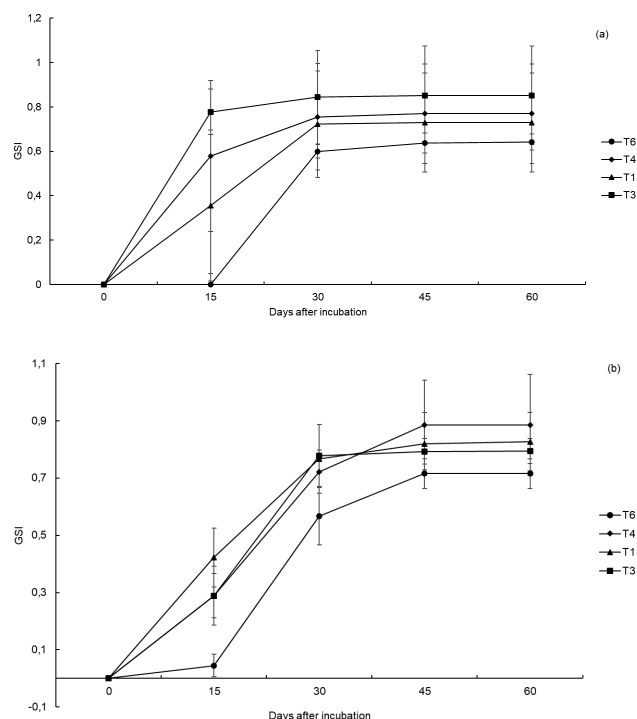 1,2
(a)
1
0,8
0,6
0,4
0,2
0
GSI
T6
T4
T1
T3
0 15 30 45 60
Days after incubation
1,1
(b)
0,9
0,7
0,5
0,3
0,1
-0,1
GSI
T6
T4
T1
T3
0 15 30 45 60
Days after incubation